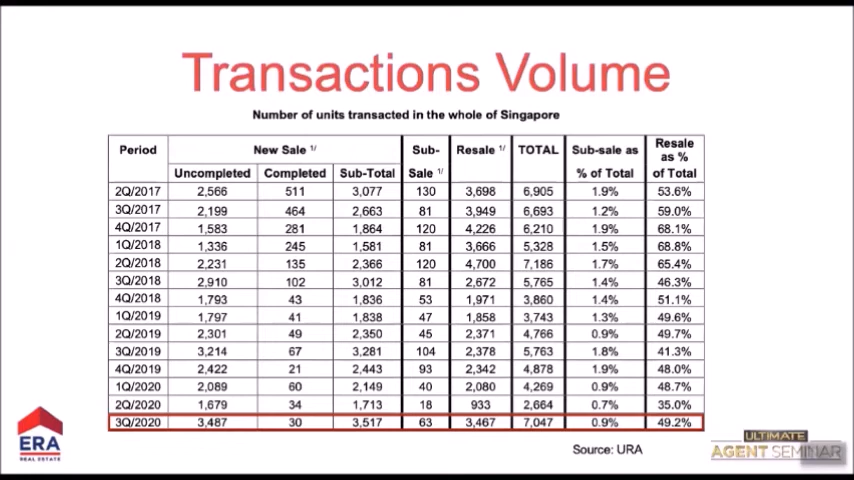 Transactions Volume
Number of units transacted in the whole of Singapore
Period New Sale 1/ Sub-Sale 1/ Resale 1/ TOTAL Sub-sale as % of Total Resale as % of Total
Uncompleted Completed Sub-Total
2Q/2017 2,566 511 3,077 130 3,698 6,905 1.9% 53.6%
3Q/2017 2,199 464 2,663 81 3,949 6,693 1.2% 59.0%
4Q/2017 1,583 281 1,864 120 4,226 6,210 1.9% 68.1%
1Q/2018 1,336 245 1,581 81 3,666 5,328 1.5% 68.8%
2Q/2018 2,231 135 2,366 120 4,700 7,186 1.7% 65.4%
3Q/2018 2,910 102 3,012 81 2,672 5,765 1.4% 46.3%
4Q/2018 1,793 43 1,836 53 1,971 3,860 1.4% 51.1%
1Q/2019 1,797 41 1,838 47 1,858 3,743 1.3% 49.6%
2Q/2019 2,301 49 2,350 45 2,371 4,766 0.9% 49.7%
3Q/2019 3,214 67 3,281 104 2,378 5,763 1.8% 41.3%
4Q/2019 2,422 21 2,443 93 2,342 4,878 1.9% 48.0%
1Q/2020 2,089 60 2,149 40 2,080 4,269 0.9% 48.7%
2Q/2020 1,679 34 1,713 18 933 2,664 0.7% 35.0%
3Q/2020 3,487 30 3,517 63 3,467 7,047 0.9% 49.2%
Source: URA
ERA
REAL ESTATE
ULTIMATE
AGENT SEMINAR